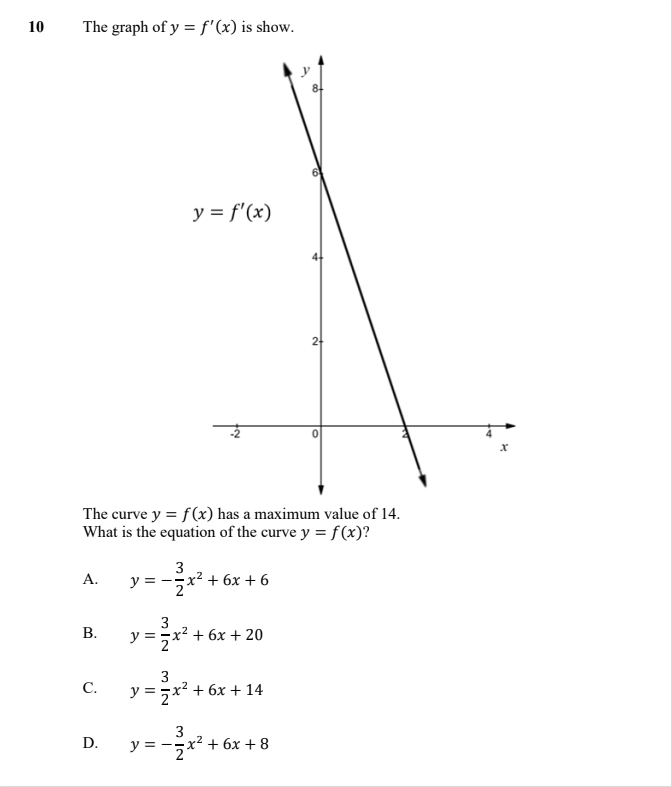 10 The graph of y = f′(x) is show.
y
8
6
y = f′(x)
4
2
-2 0 2 4
x
The curve y = f(x) has a maximum value of 14.
What is the equation of the curve y = f(x)?
A. y = −3/2x² + 6x + 6
B. y = 3/2x² + 6x + 20
C. y = 3/2x² + 6x + 14
D. y = −3/2x² + 6x + 8